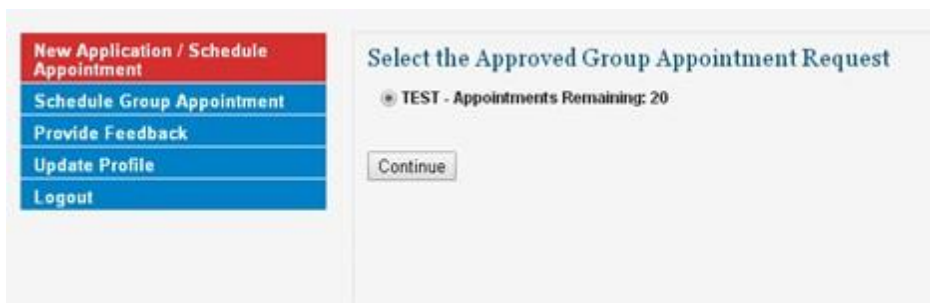 New Application / Schedule
Appointment
Schedule Group Appointment
Provide Feedback
Update Profile
Logout
Select the Approved Group Appointment Request
TEST - Appointments Remaining: 20
Continue